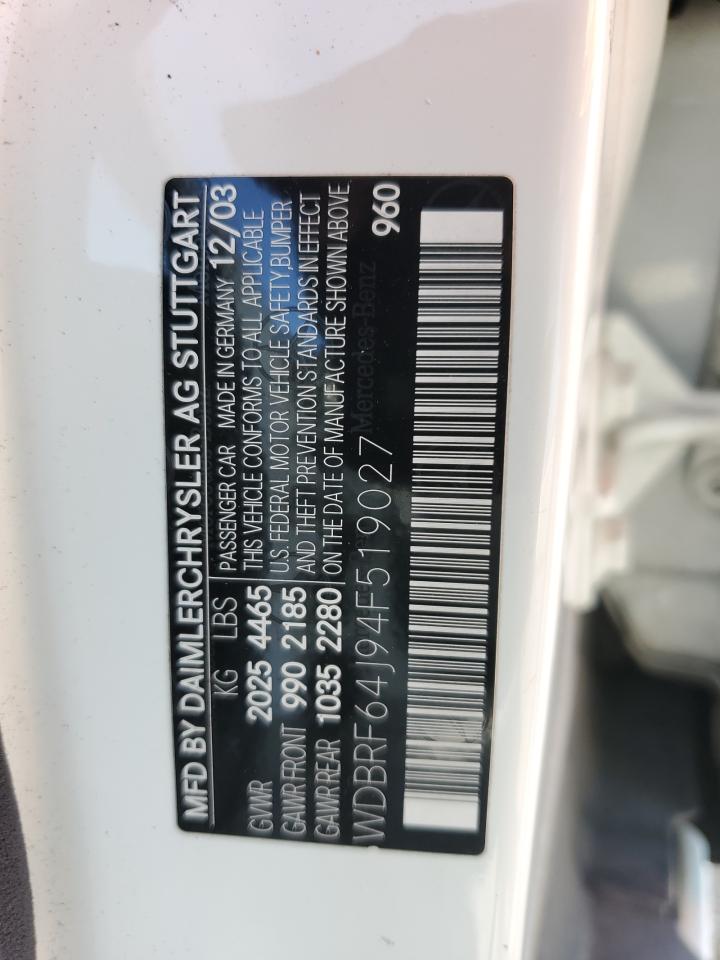 MFD BY DAIMLERCHRYSLER AG STUTTGART
KG LBS
GVWR 2025 4465
GAWR FRONT 990 2185
GAWR REAR 1035 2280
PASSENGER CAR MADE IN GERMANY 12/03
THIS VEHICLE CONFORMS TO ALL APPLICABLE
U.S. FEDERAL MOTOR VEHICLE SAFETY, BUMPER,
AND THEFT PREVENTION STANDARDS IN EFFECT
ON THE DATE OF MANUFACTURE SHOWN ABOVE
WDBRF64J94F519027 Mercedes-Benz 960